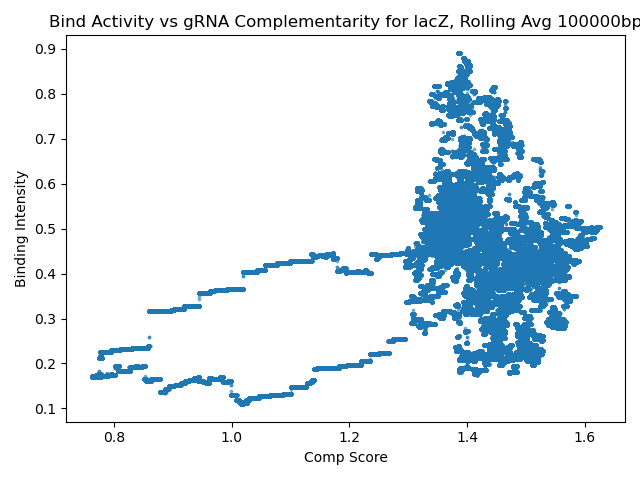 Bind Activity vs gRNA Complementarity for lacZ, Rolling Avg 100000bp
0.9
0.8
0.7
0.6
0.5
0.4
0.3
0.2
0.1
Binding Intensity
0.8 1.0 1.2 1.4 1.6
Comp Score